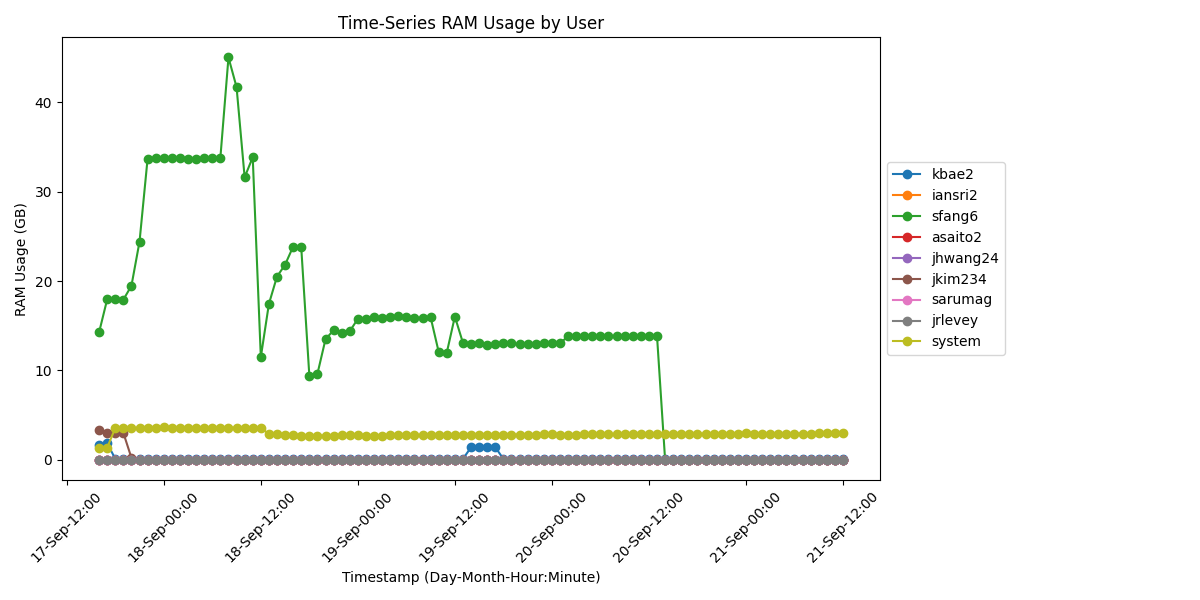 Time-Series RAM Usage by User
RAM Usage (GB)
40
30
20
10
0
17-Sep-12:00
18-Sep-00:00
18-Sep-12:00
19-Sep-00:00
19-Sep-12:00
20-Sep-00:00
20-Sep-12:00
21-Sep-00:00
21-Sep-12:00
Timestamp (Day-Month-Hour:Minute)
kbae2
iansri2
sfang6
asaito2
jhwang24
jkim234
sarumag
jrlevey
system